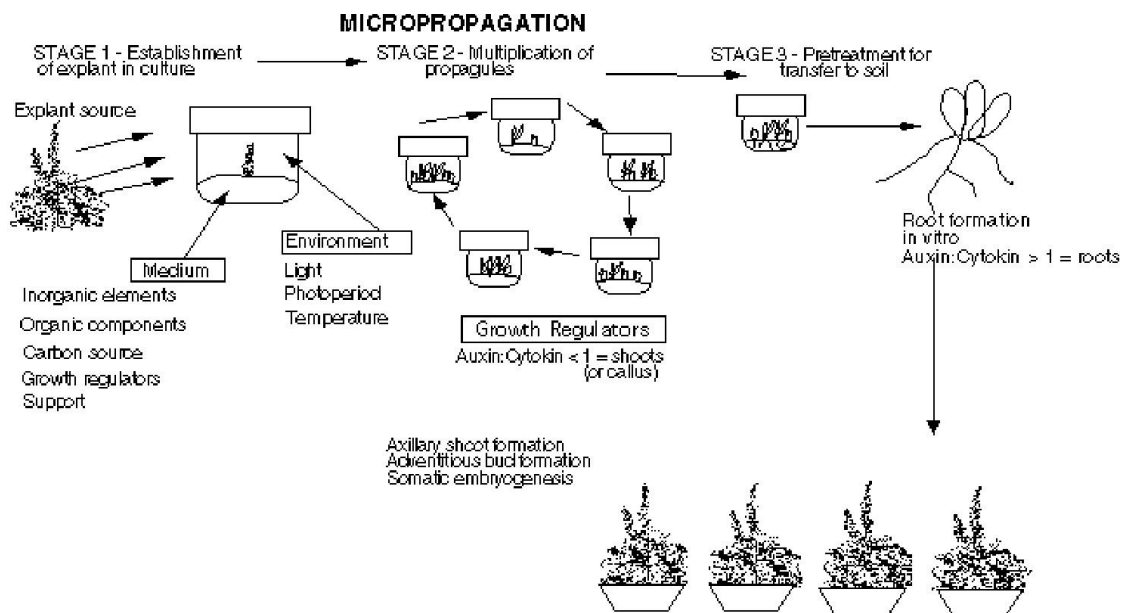 MICROPROPAGATION
STAGE 1 - Establishment
of explant in culture
STAGE 2 - Multiplication of
propagules
STAGE 3 - Pretreatment for
transfer to soil
Explant source
Medium
Inorganic elements
Organic components
Carbon source
Growth regulators
Support
Environment
Light
Photoperiod
Temperature
Growth Regulators
Auxin:Cytokin < 1 = shoots
(or callus)
Root formation
in vitro
Auxin:Cytokin > 1 = roots
Axillary shoot formation
Adventitious bud formation
Somatic embryogenesis